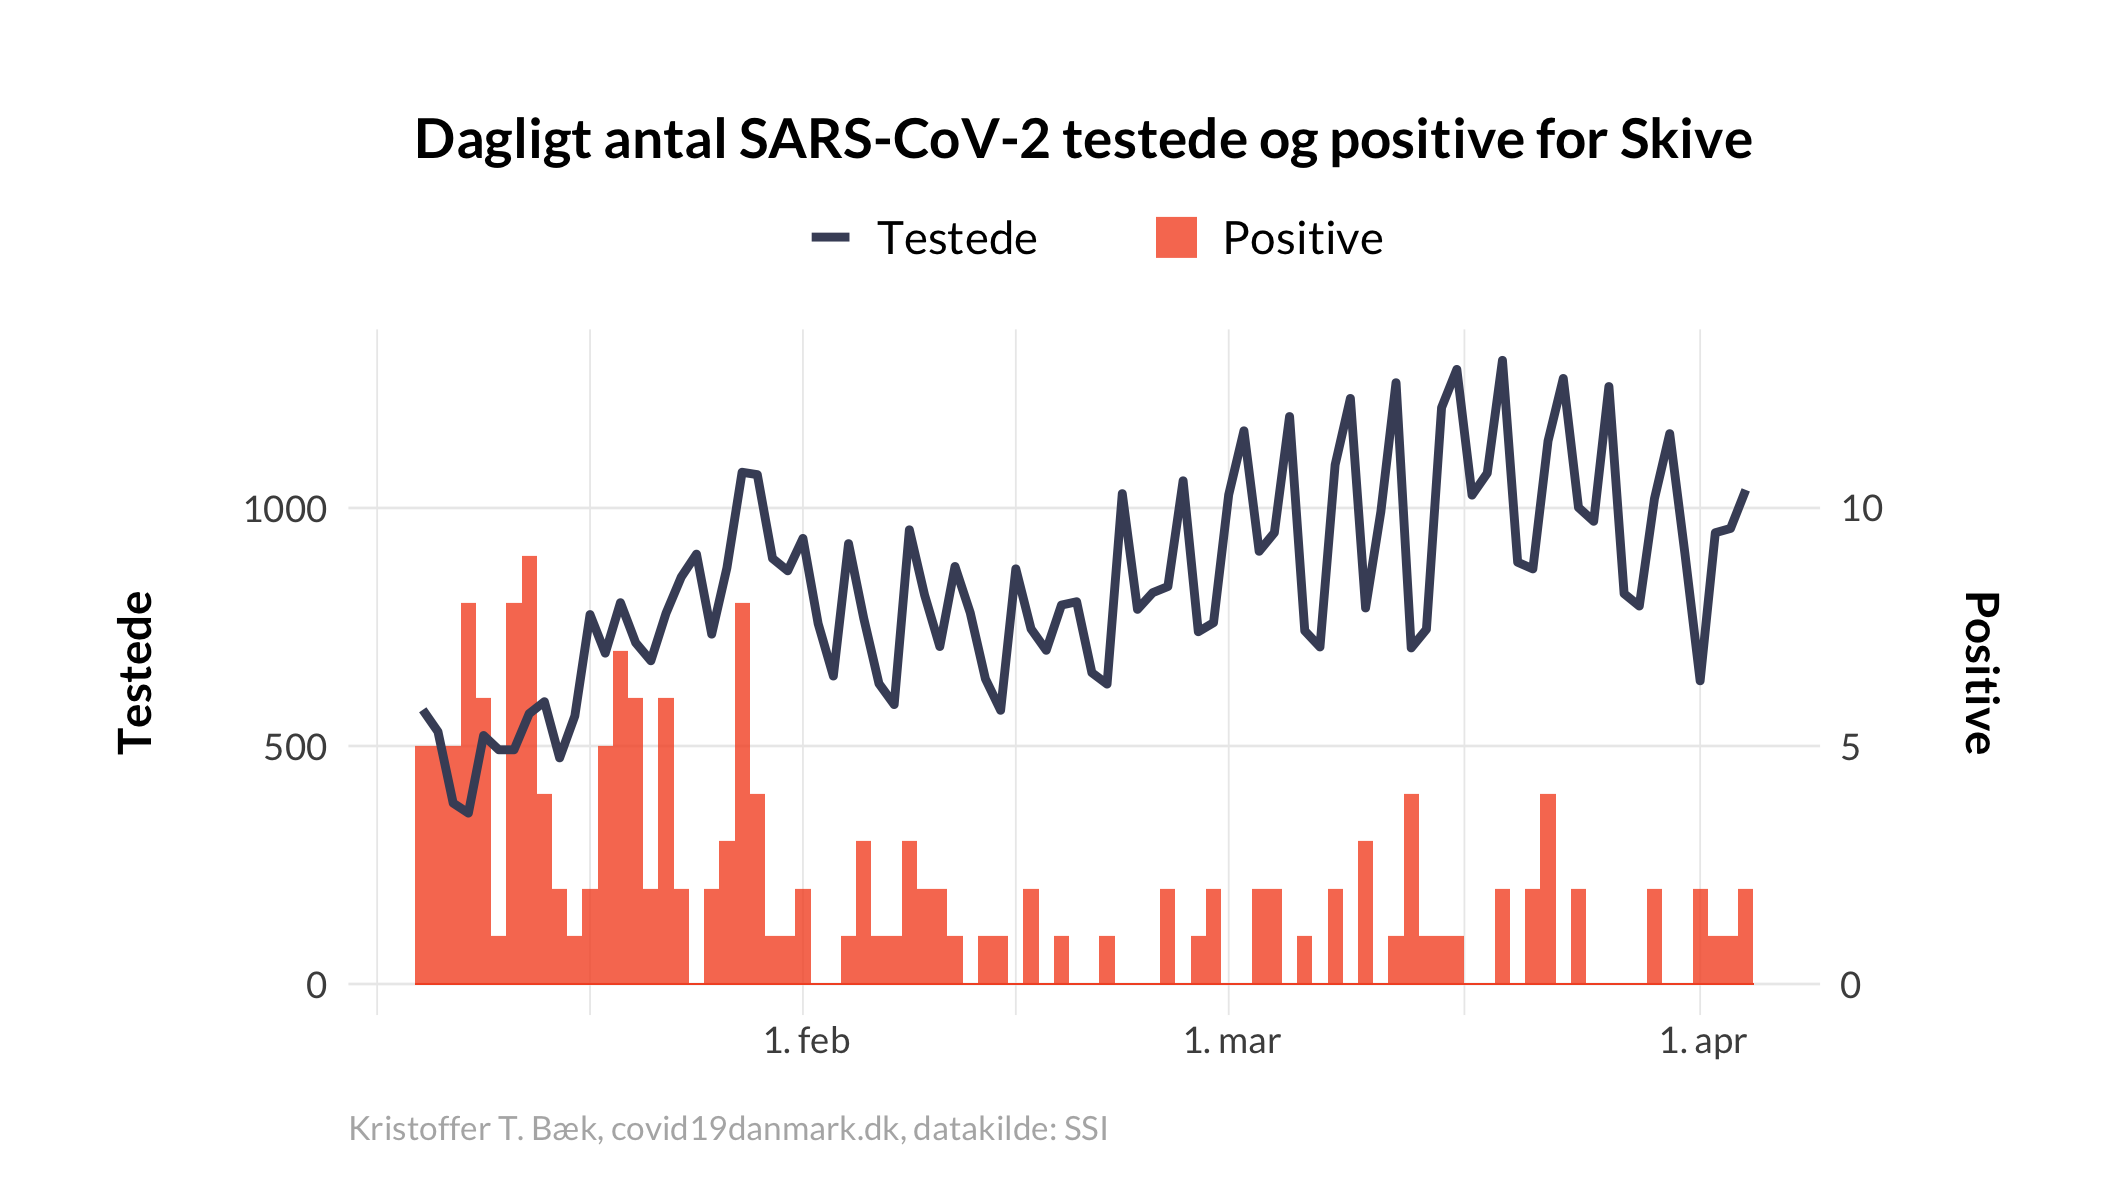 Dagligt antal SARS-CoV-2 testede og positive for Skive
Testede Positive
1000 10
500 5
0 0
Testede
Positive
1. feb 1. mar 1. apr
Kristoffer T. Bæk, covid19danmark.dk, datakilde: SSI